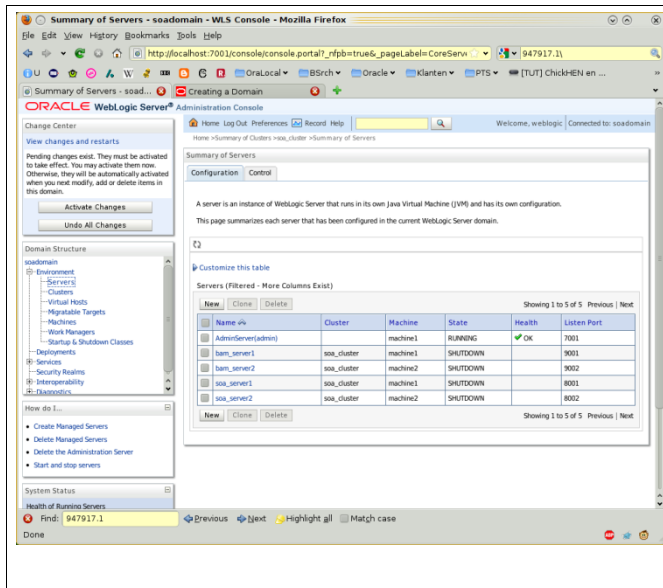 Summary of Servers - soadomain - WLS Console - Mozilla Firefox
File Edit View History Bookmarks Tools Help
http://localhost:7001/console/console.portal?_nfpb=true&_pageLabel=CoreServe
947917.1\
OraLocal BSrch Oracle Klanten PTS [TUT] ChickHEN en ...
Summary of Servers - soad... Creating a Domain
ORACLE WebLogic Server® Administration Console
Change Center
View changes and restarts
Pending changes exist. They must be activated
to take effect. You may activate them now.
Otherwise, they will be automatically activated
when you next modify, add or delete items in
this domain.
Activate Changes
Undo All Changes
Domain Structure
soadomain
Environment
Servers
Clusters
Virtual Hosts
Migratable Targets
Machines
Work Managers
Startup & Shutdown Classes
Deployments
Services
Security Realms
Interoperability
Diagnostics
How do I...
Create Managed Servers
Delete Managed Servers
Delete the Administration Server
Start and stop servers
System Status
Health of Running Servers
Home Log Out Preferences Record Help
Welcome, weblogic Connected to: soadomain
Home >Summary of Clusters >soa_cluster >Summary of Servers
Summary of Servers
Configuration Control
A server is an instance of WebLogic Server that runs in its own Java Virtual Machine (JVM) and has its own configuration.
This page summarizes each server that has been configured in the current WebLogic Server domain.
Customize this table
Servers (Filtered - More Columns Exist)
New Clone Delete Showing 1 to 5 of 5 Previous | Next
Name Cluster Machine State Health Listen Port
AdminServer(admin) machine1 RUNNING OK 7001
bam_server1 soa_cluster machine1 SHUTDOWN 9001
bam_server2 soa_cluster machine2 SHUTDOWN 9002
soa_server1 soa_cluster machine1 SHUTDOWN 8001
soa_server2 soa_cluster machine2 SHUTDOWN 8002
New Clone Delete Showing 1 to 5 of 5 Previous | Next
Find: 947917.1 Previous Next Highlight all Match case
Done